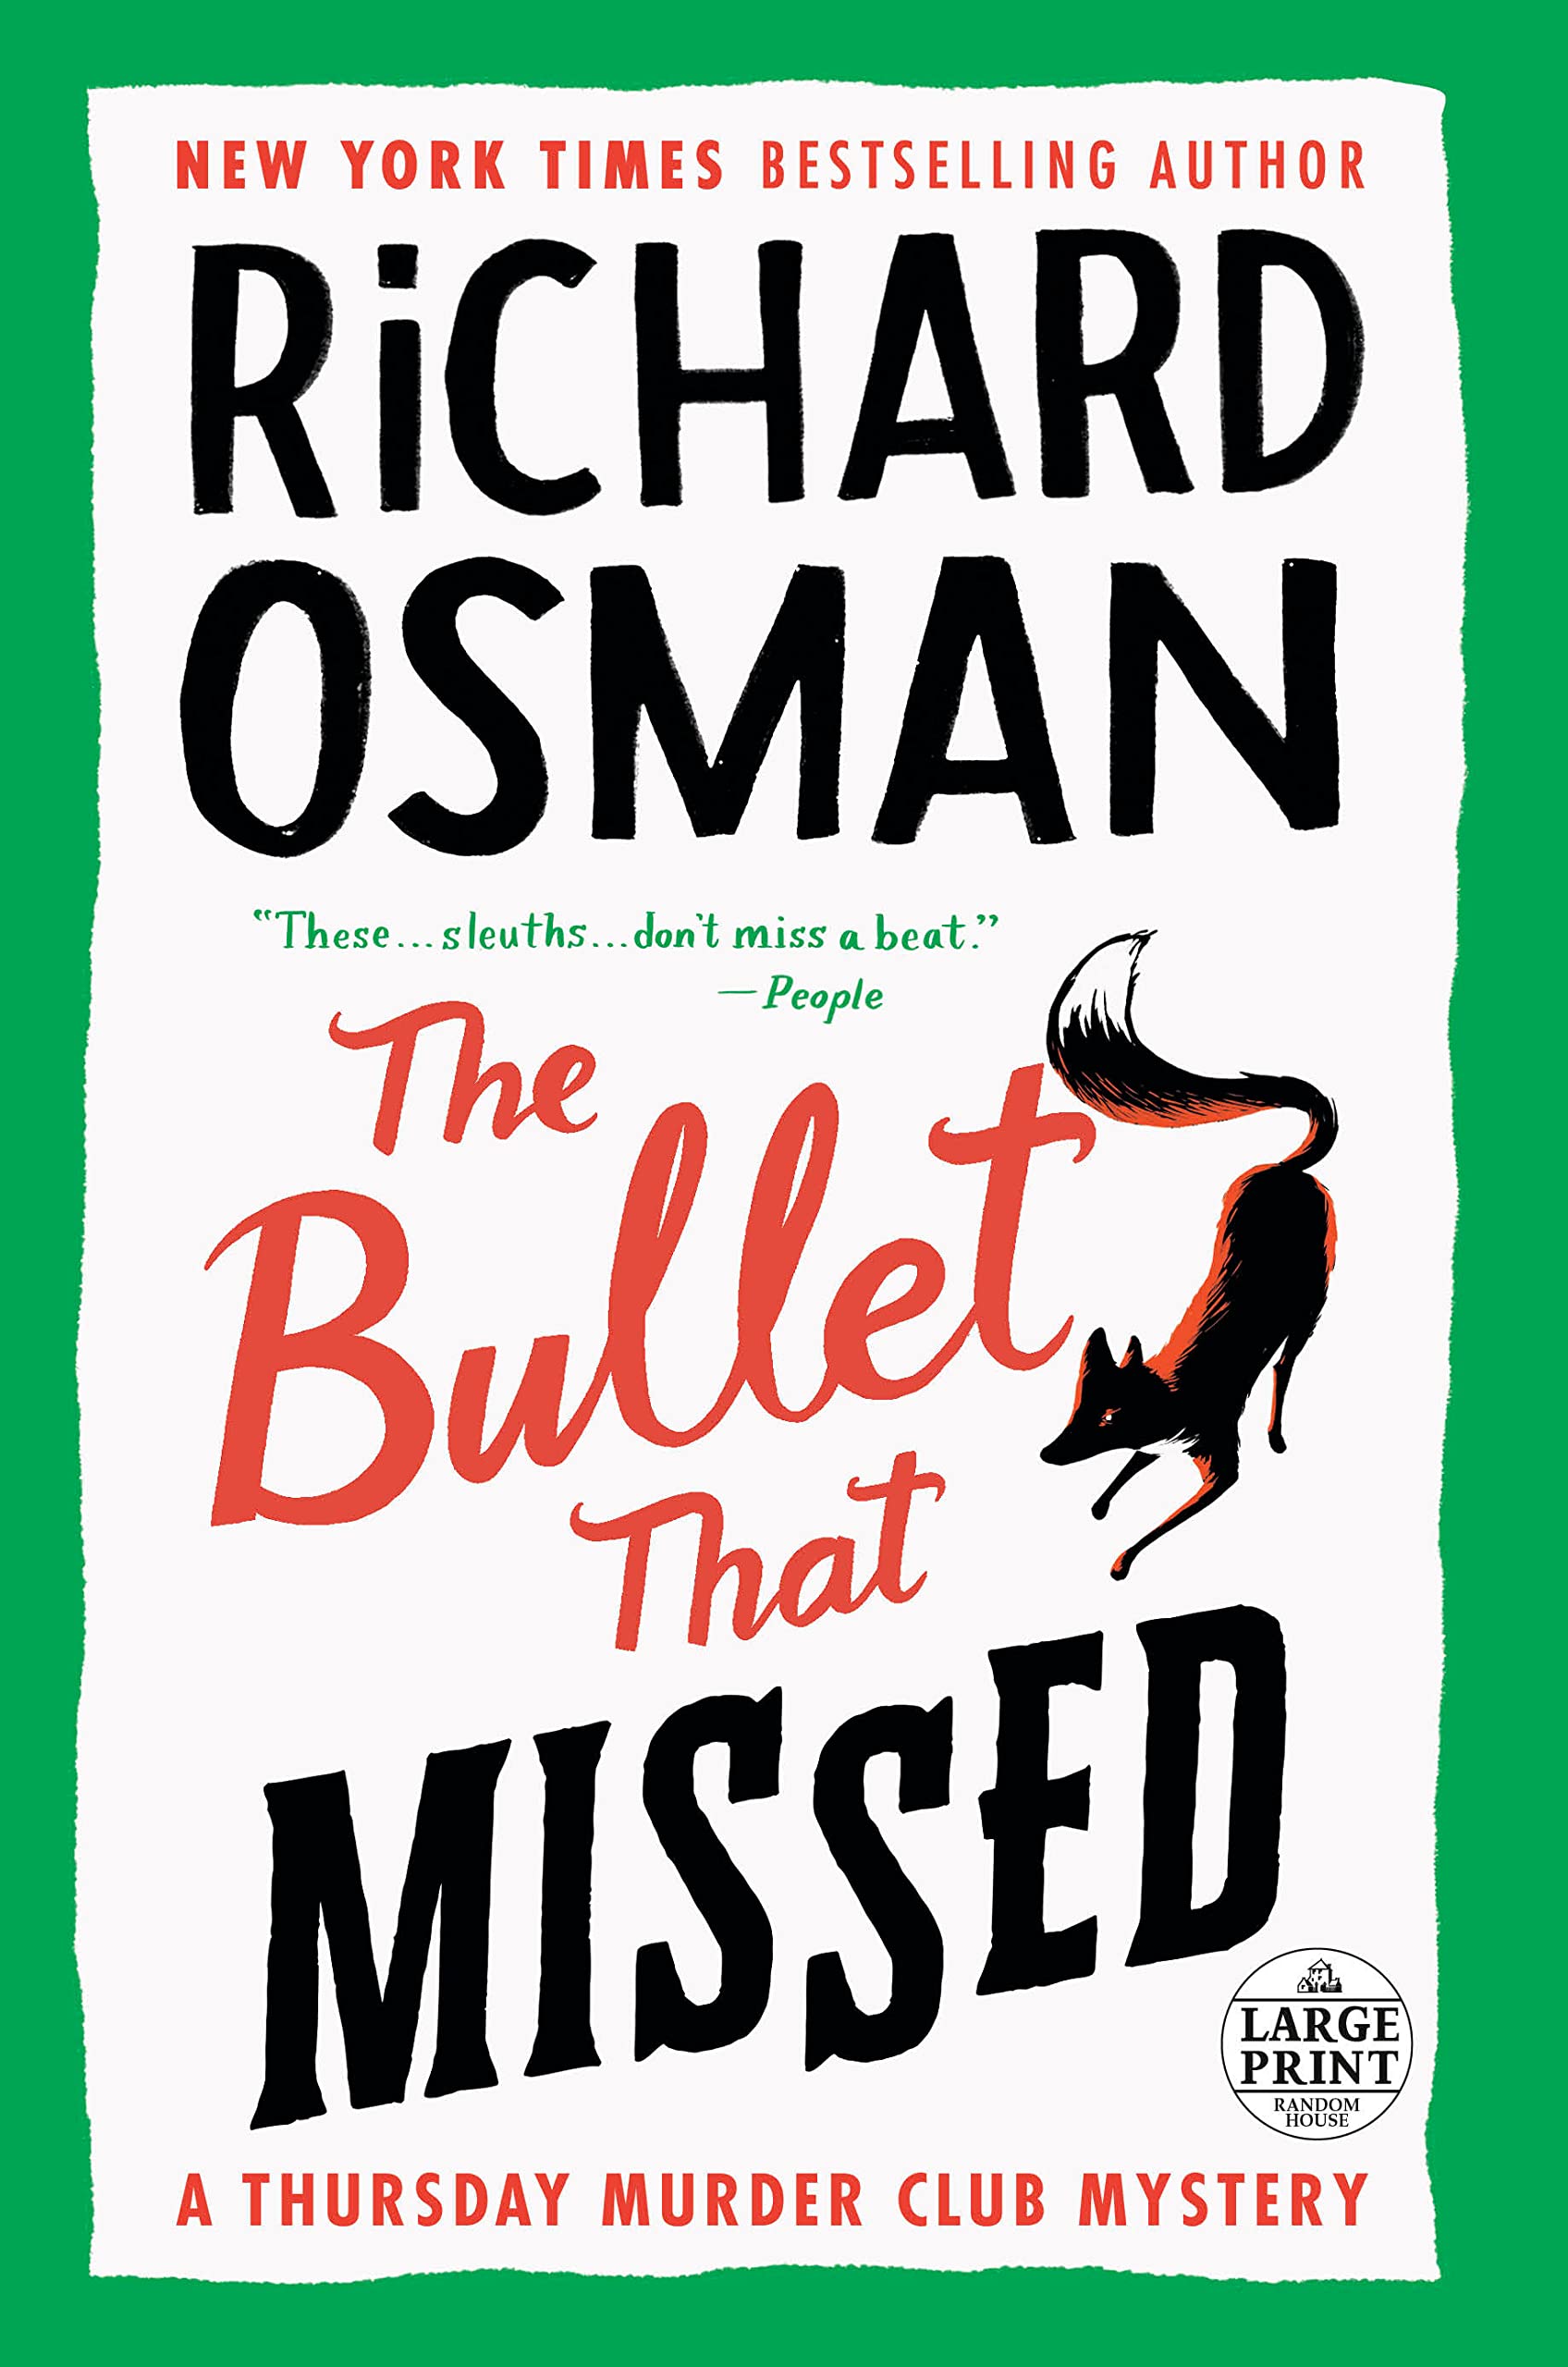 NEW YORK TIMES BESTSELLING AUTHOR
RiCHARD
OSMAN
“These...sleuths...don't miss a beat.”
—People
The
Bullet
That
MISSED
LARGE
PRINT
RANDOM
HOUSE
A THURSDAY MURDER CLUB MYSTERY